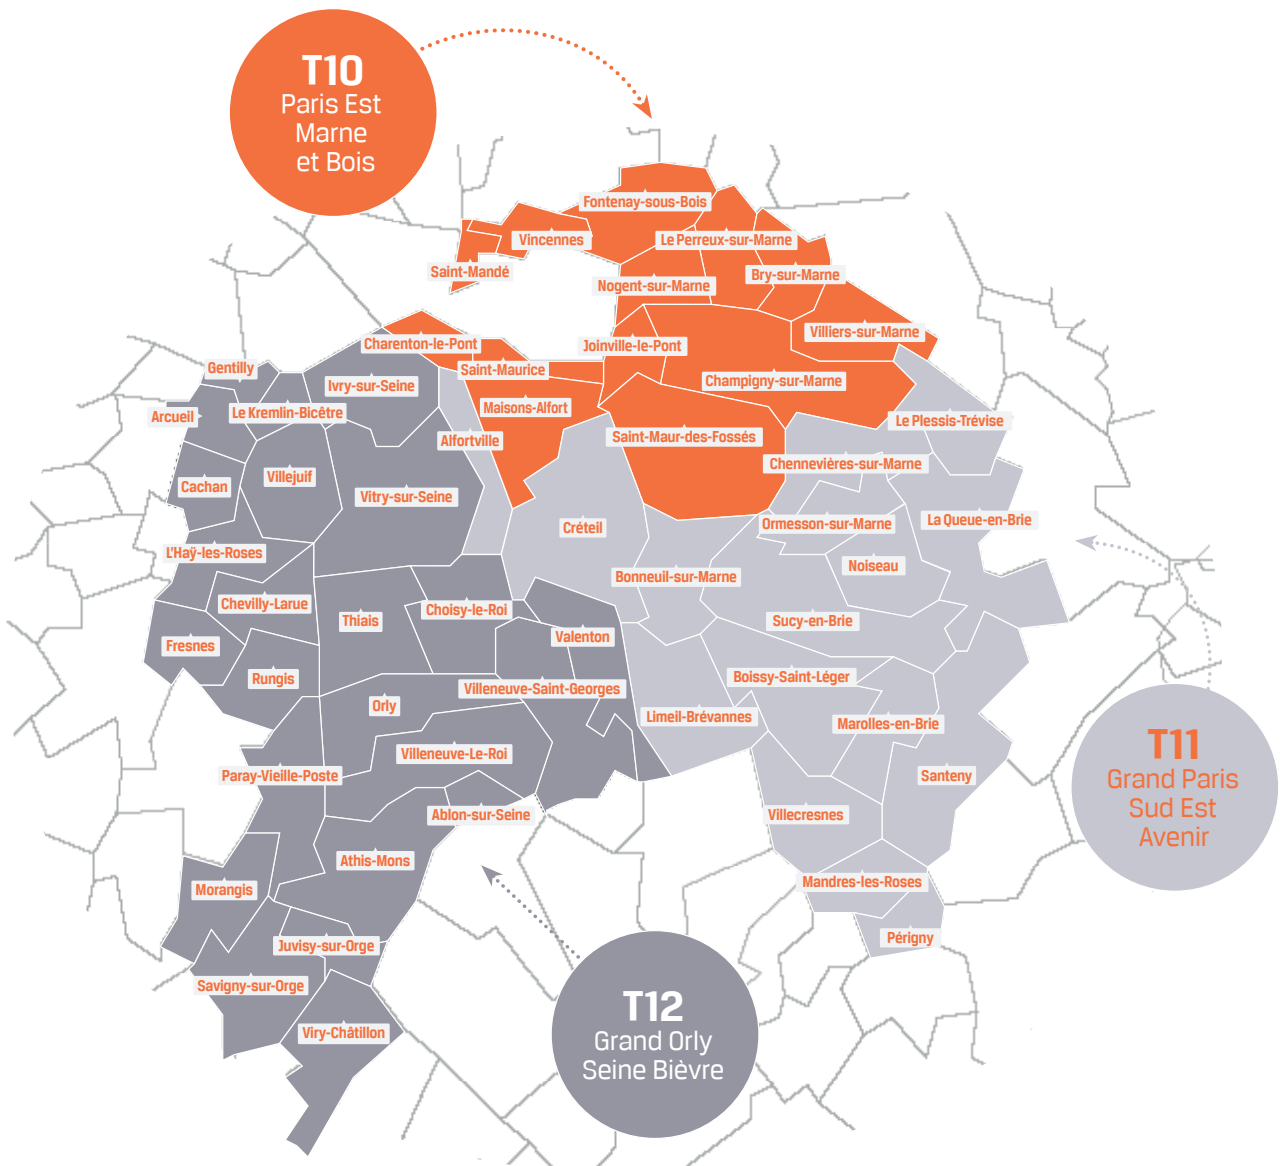 T10
Paris Est
Marne
et Bois
Fontenay-sous-Bois
Vincennes
Le Perreux-sur-Marne
Saint-Mandé
Bry-sur-Marne
Nogent-sur-Marne
Villiers-sur-Marne
Charenton-le-Pont
Joinville-le-Pont
Gentilly
Saint-Maurice
Ivry-sur-Seine
Champigny-sur-Marne
Arcueil
Le Kremlin-Bicêtre
Maisons-Alfort
Le Plessis-Trévise
Alfortville
Saint-Maur-des-Fossés
Chennevières-sur-Marne
Cachan
Villejuif
Vitry-sur-Seine
Créteil
Ormesson-sur-Marne
La Queue-en-Brie
L'Haÿ-les-Roses
Noiseau
Bonneuil-sur-Marne
Chevilly-Larue
Thiais
Choisy-le-Roi
Sucy-en-Brie
Fresnes
Valenton
Rungis
Boissy-Saint-Léger
Villeneuve-Saint-Georges
Orly
Limeil-Brévannes
Marolles-en-Brie
Villeneuve-Le-Roi
T11
Grand Paris
Sud Est
Avenir
Paray-Vieille-Poste
Santeny
Ablon-sur-Seine
Villecresnes
Athis-Mons
Morangis
Mandres-les-Roses
Juvisy-sur-Orge
Périgny
Savigny-sur-Orge
Viry-Châtillon
T12
Grand Orly
Seine Bièvre